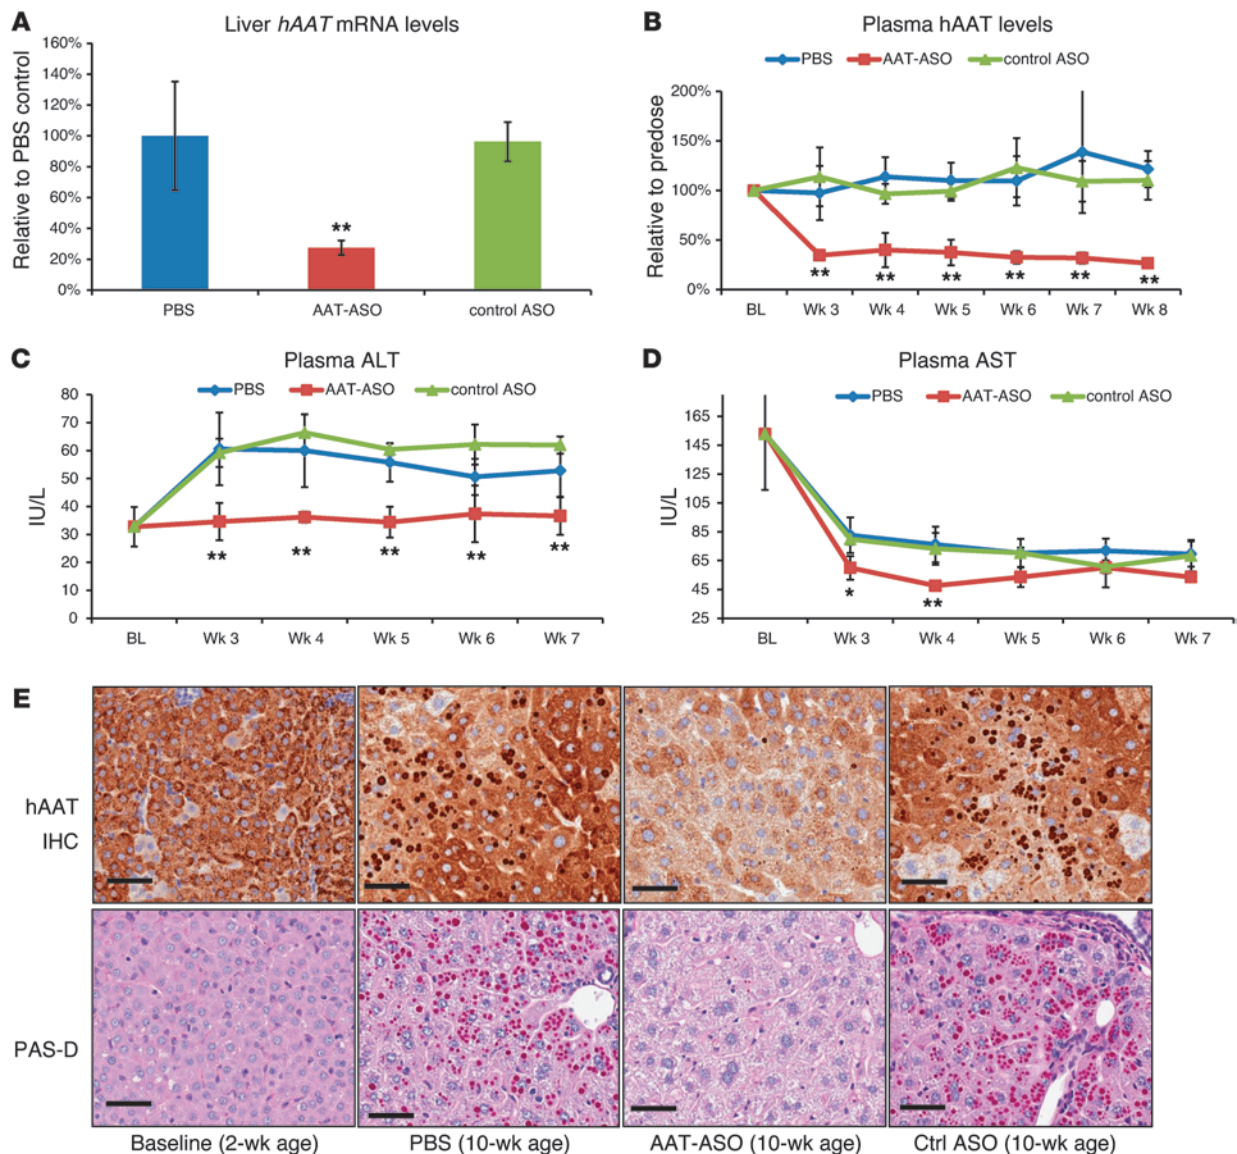 A
Liver hAAT mRNA levels
Relative to PBS control
160%
140%
120%
100%
80%
60%
40%
20%
0%
**
PBS
AAT-ASO
control ASO
B
Plasma hAAT levels
PBS
AAT-ASO
control ASO
Relative to predose
200%
150%
100%
50%
0%
** ** ** ** ** **
BL Wk 3 Wk 4 Wk 5 Wk 6 Wk 7 Wk 8
C
Plasma ALT
PBS
AAT-ASO
control ASO
IU/L
80
70
60
50
40
30
20
10
0
** ** ** ** **
BL Wk 3 Wk 4 Wk 5 Wk 6 Wk 7
D
Plasma AST
PBS
AAT-ASO
control ASO
IU/L
165
145
125
105
85
65
45
25
* **
BL Wk 3 Wk 4 Wk 5 Wk 6 Wk 7
E
hAAT
IHC
PAS-D
Baseline (2-wk age)
PBS (10-wk age)
AAT-ASO (10-wk age)
Ctrl ASO (10-wk age)